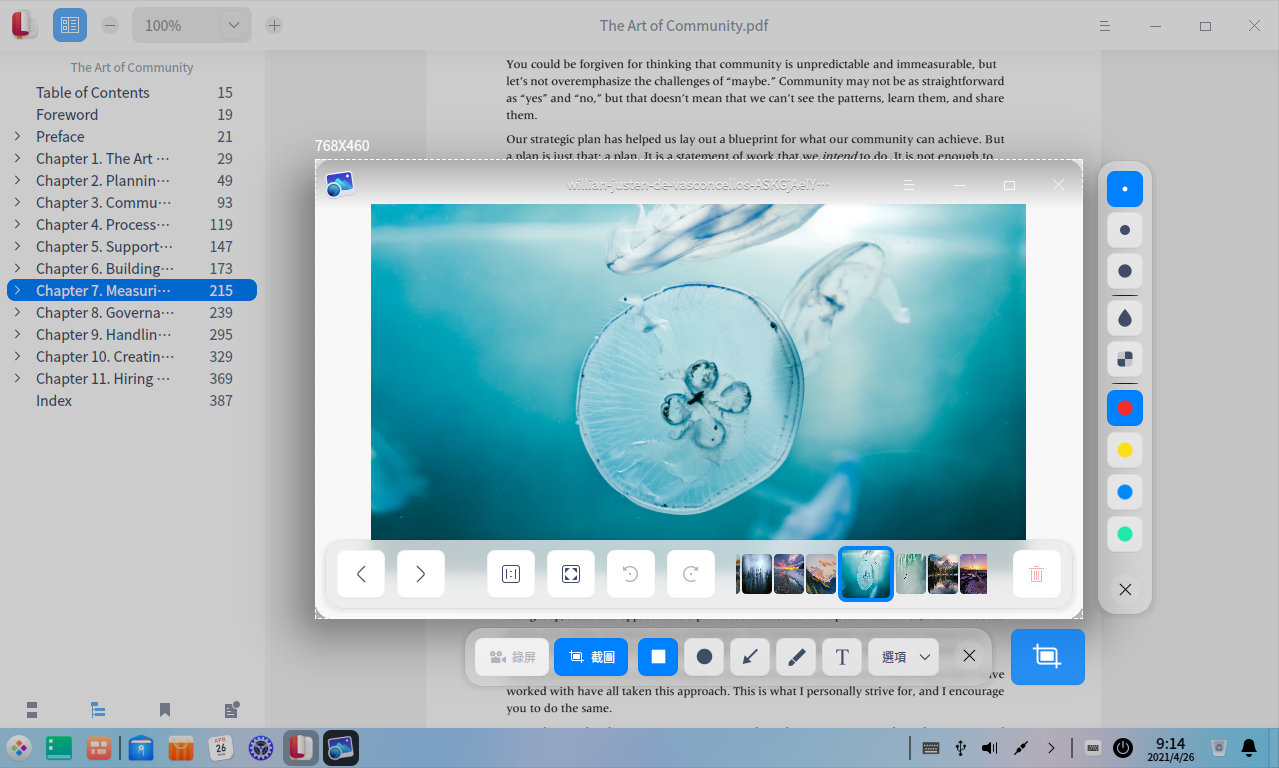 100%
The Art of Community.pdf
The Art of Community
Table of Contents 15
Foreword 19
Preface 21
Chapter 1. The Art ··· 29
Chapter 2. Plannin··· 49
Chapter 3. Commu··· 93
Chapter 4. Process··· 119
Chapter 5. Support··· 147
Chapter 6. Building··· 173
Chapter 7. Measuri··· 215
Chapter 8. Governa··· 239
Chapter 9. Handlin··· 295
Chapter 10. Creatin··· 329
Chapter 11. Hiring ··· 369
Index 387
You could be forgiven for thinking that community is unpredictable and immeasurable, but
let’s not overemphasize the challenges of “maybe.” Community may not be as straightforward
as “yes” and “no,” but that doesn’t mean that we can’t see the patterns, learn them, and share
them.
Our strategic plan has helped us lay out a blueprint for what our community can achieve. But
a plan is just that: a plan. It is a statement of work that we intend to do. It is not enough to
768X460
willian-justen-de-vasconcellos-ASKGjAeIY···
1:1
錄屏
截圖
T
選項
worked with have all taken this approach. This is what I personally strive for, and I encourage
you to do the same.
APR
26
9:14
2021/4/26